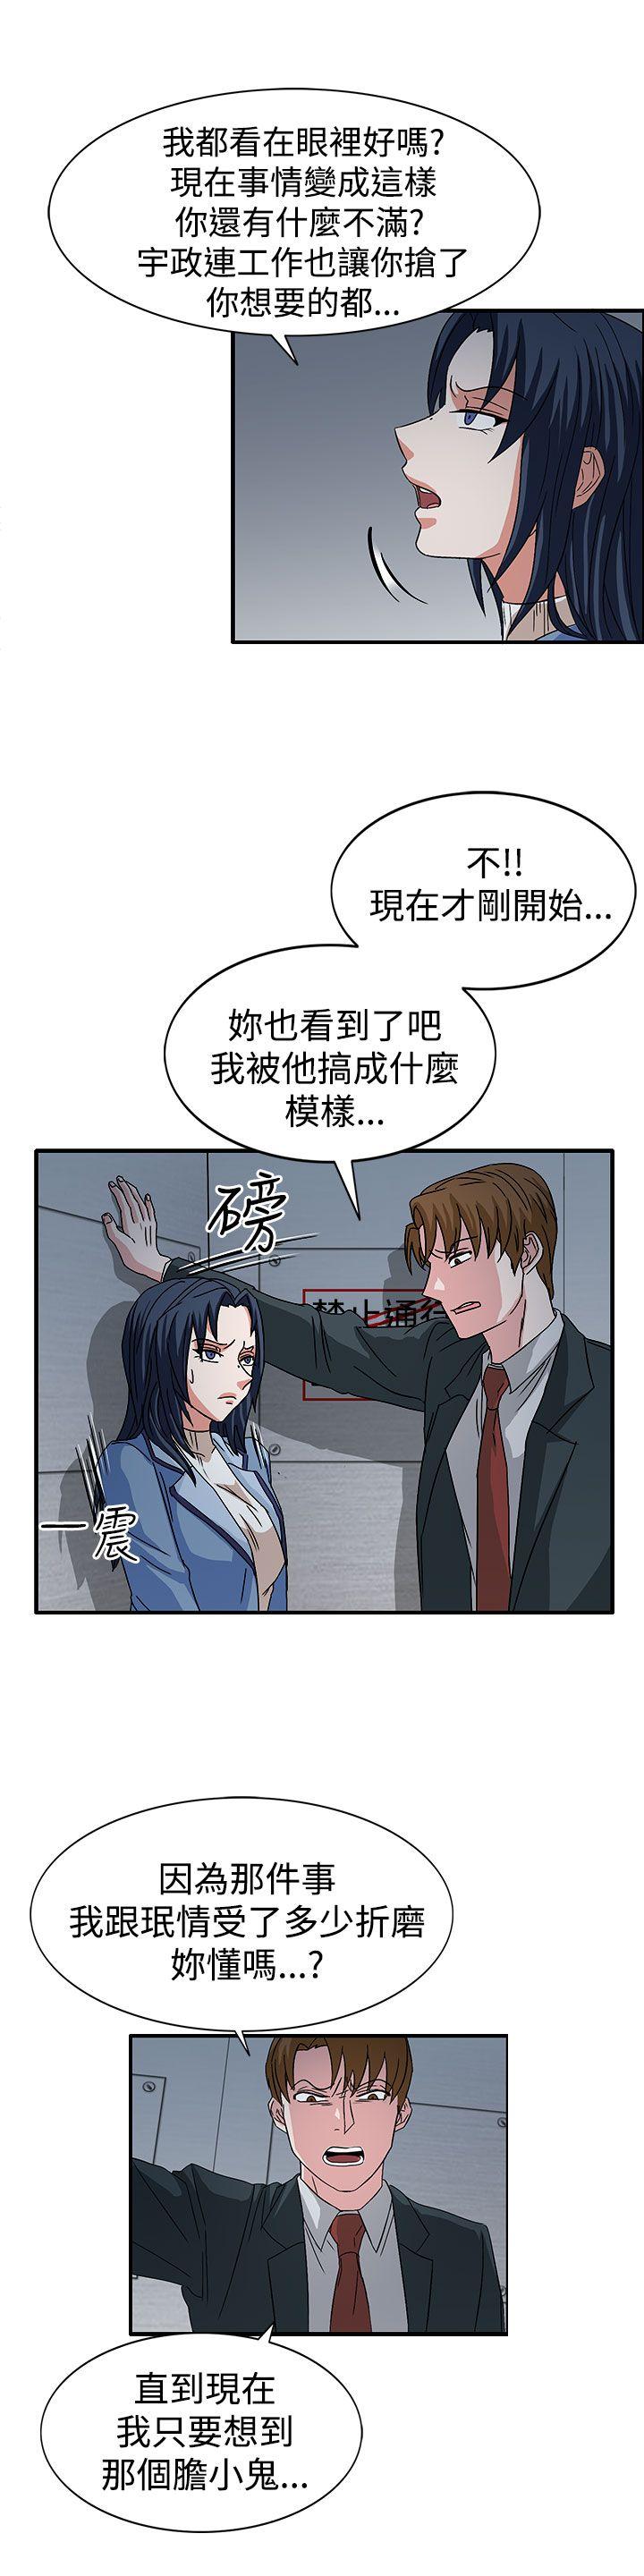 我都看在眼裡好嗎?
現在事情變成這樣
你還有什麼不滿?
宇政連工作也讓你搶了
你想要的都...
不!!
現在才剛開始...
妳也看到了吧
我被他搞成什麼
模樣...
磅
禁止通行
一震
因為那件事
我跟珉情受了多少折磨
妳懂嗎...?
直到現在
我只要想到
那個膽小鬼...